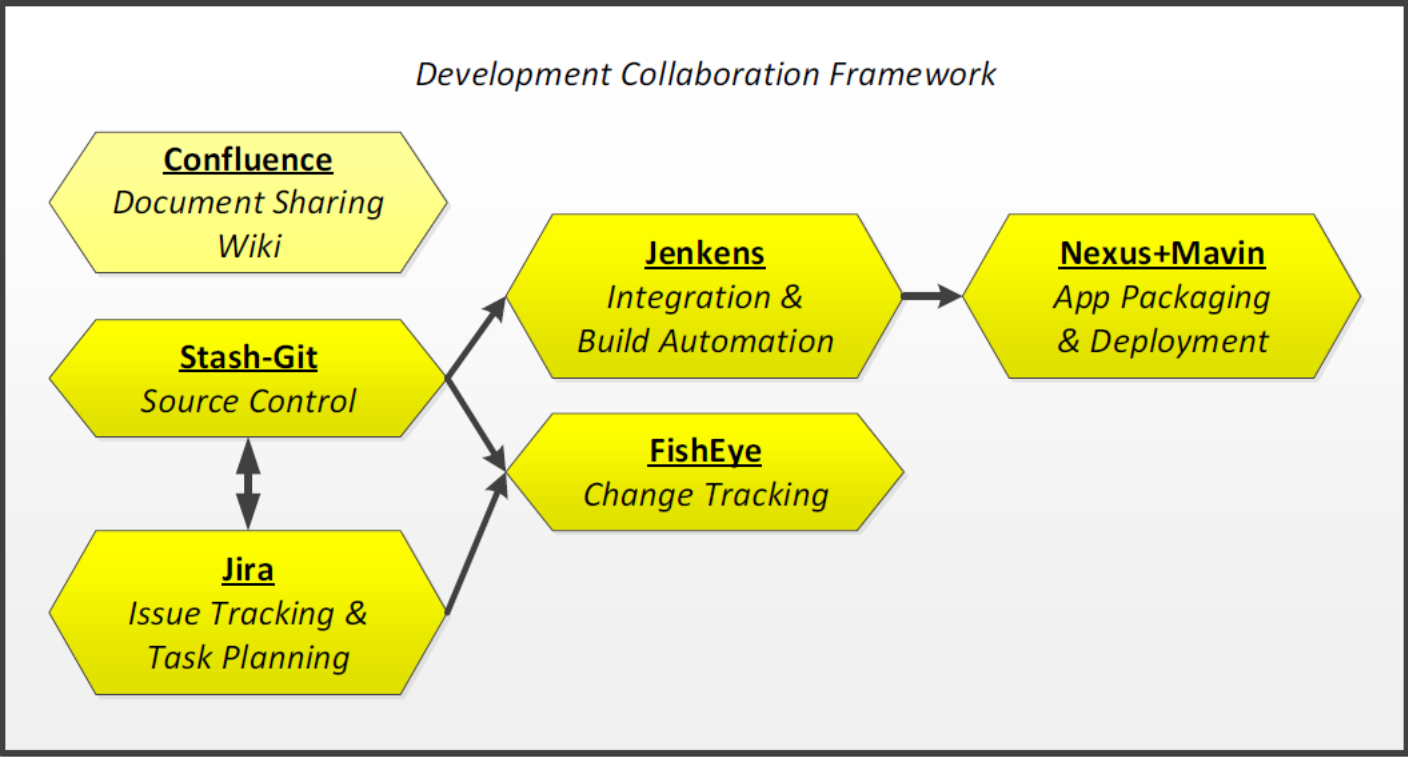 Development Collaboration Framework
Confluence
Document Sharing
Wiki
Stash-Git
Source Control
Jira
Issue Tracking &
Task Planning
Jenkens
Integration &
Build Automation
FishEye
Change Tracking
Nexus+Mavin
App Packaging
& Deployment